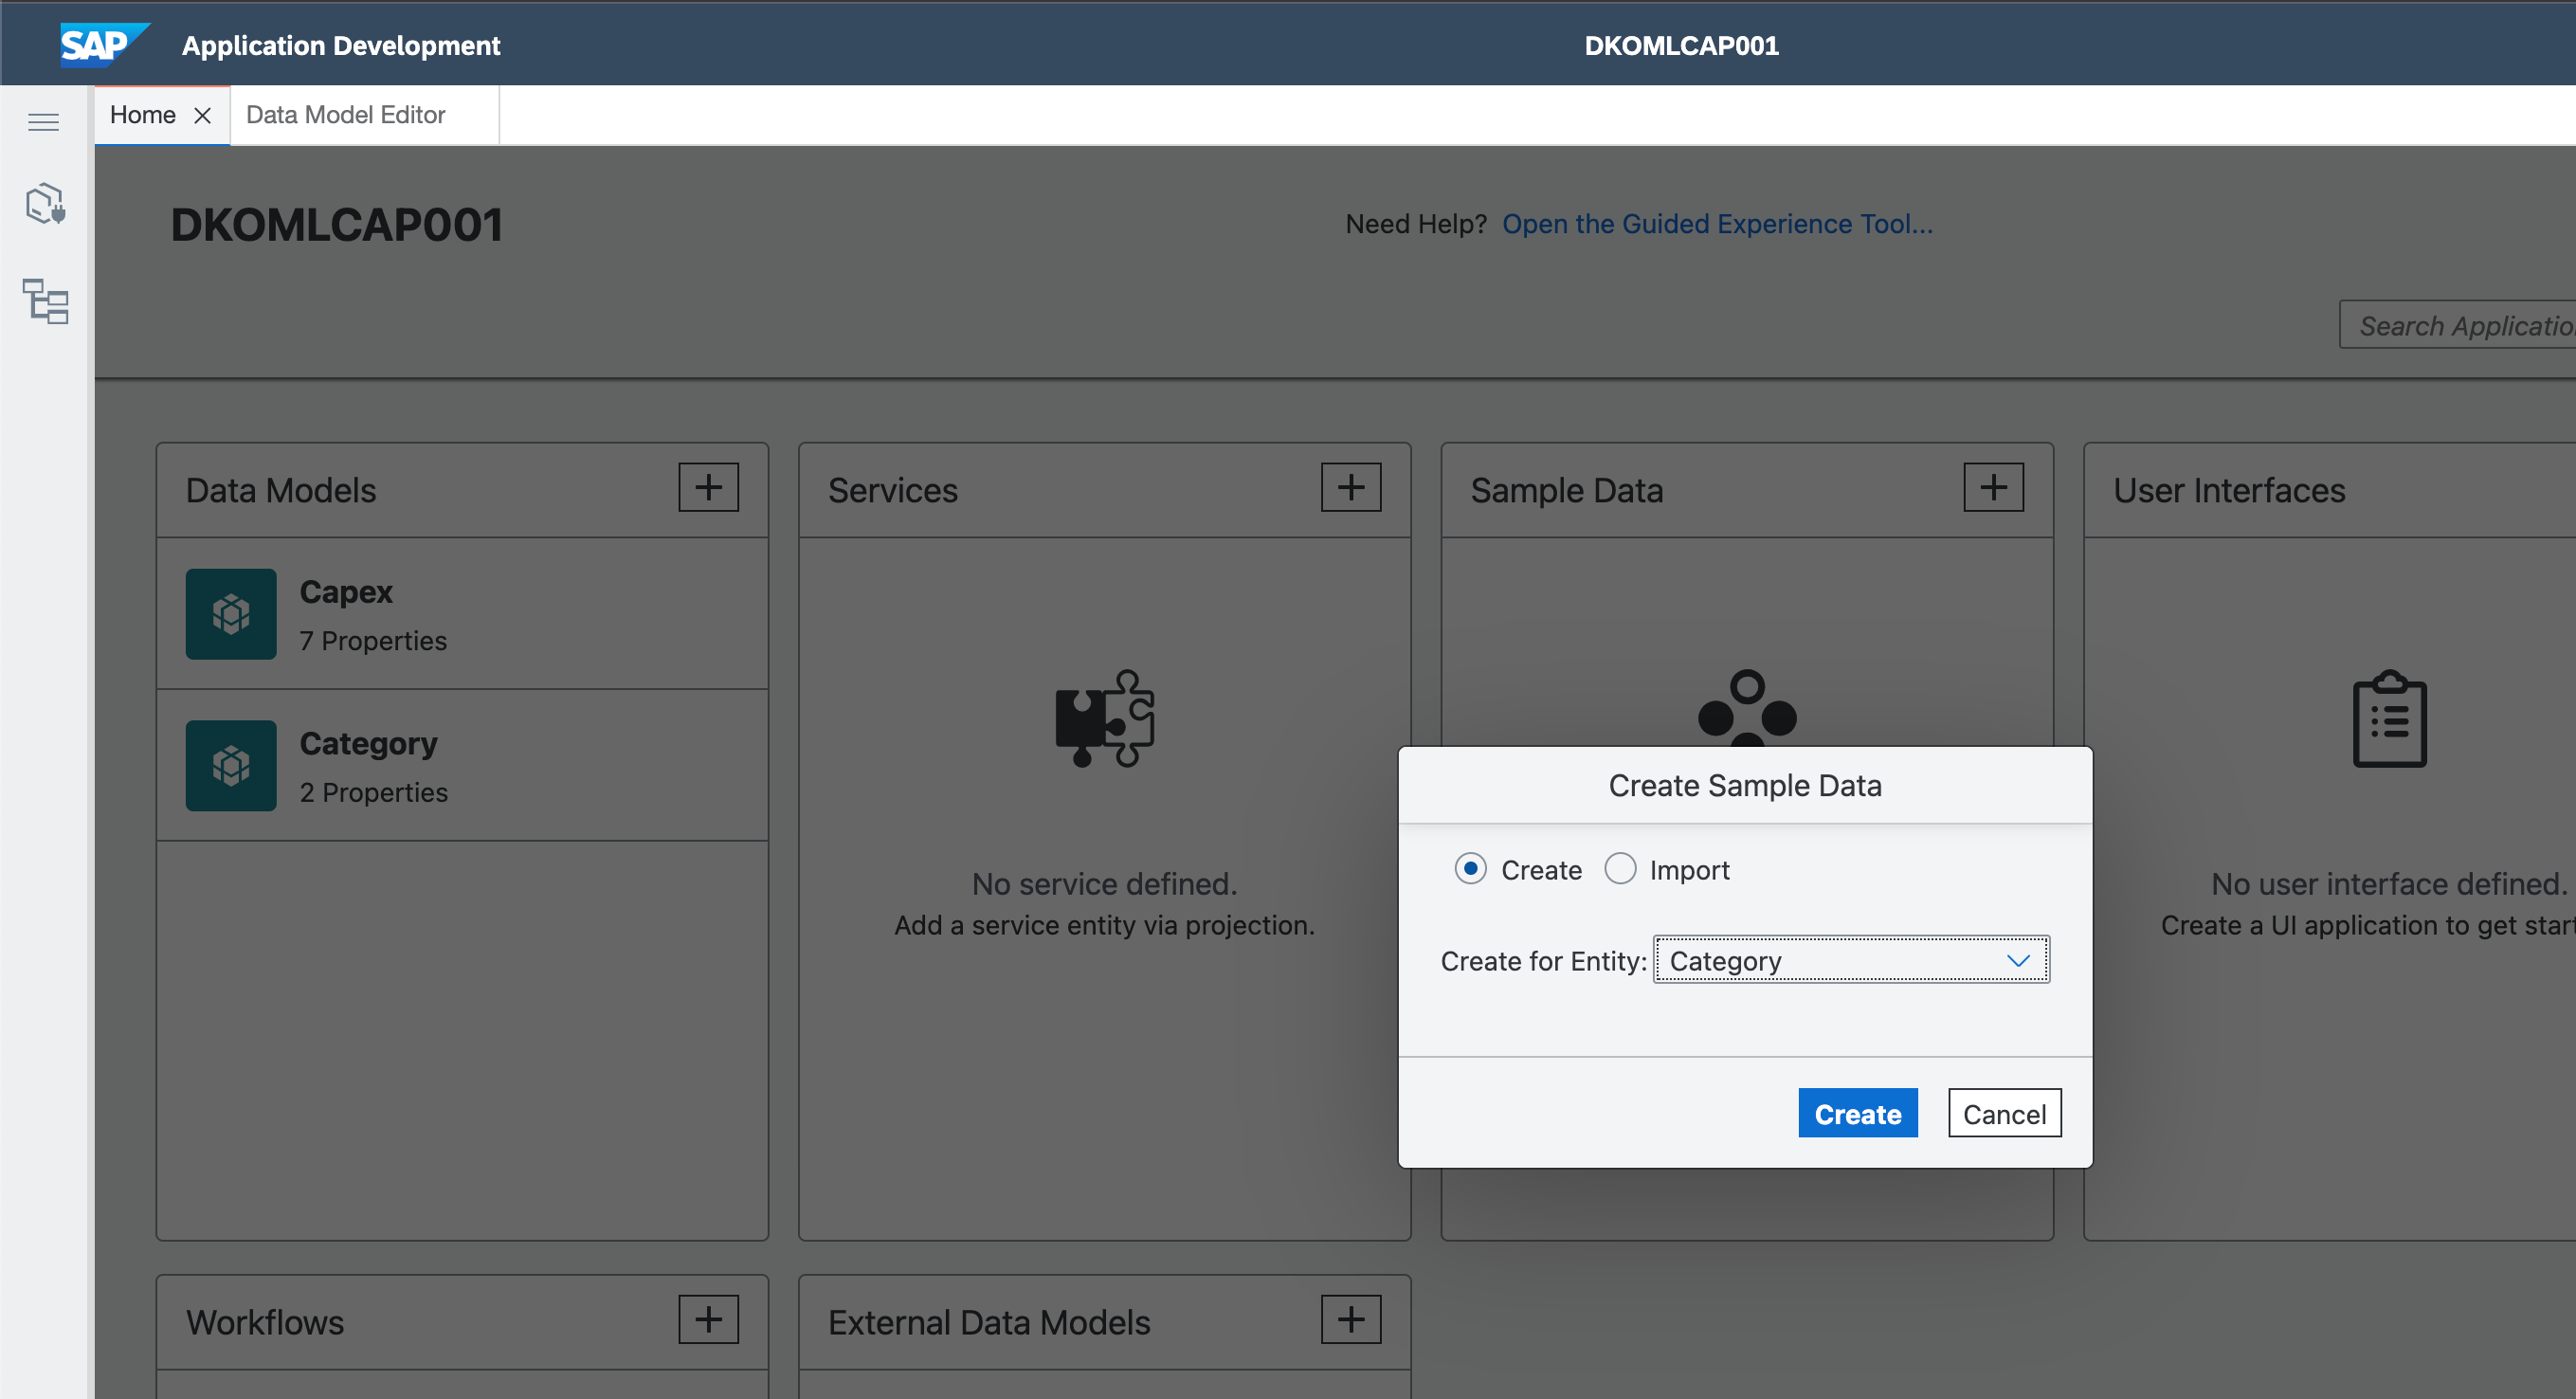 SAP Application Development
DKOMLCAP001
Home
Data Model Editor
DKOMLCAP001
Need Help? Open the Guided Experience Tool...
Search
Data Models
Capex
7 Properties
Category
2 Properties
Services
No service defined.
Add a service entity via projection.
Sample Data
User Interfaces
No user interface defined.
Create a UI application to get
Create Sample Data
Create Import
Create for Entity: Category
Create Cancel
Workflows
External Data Models